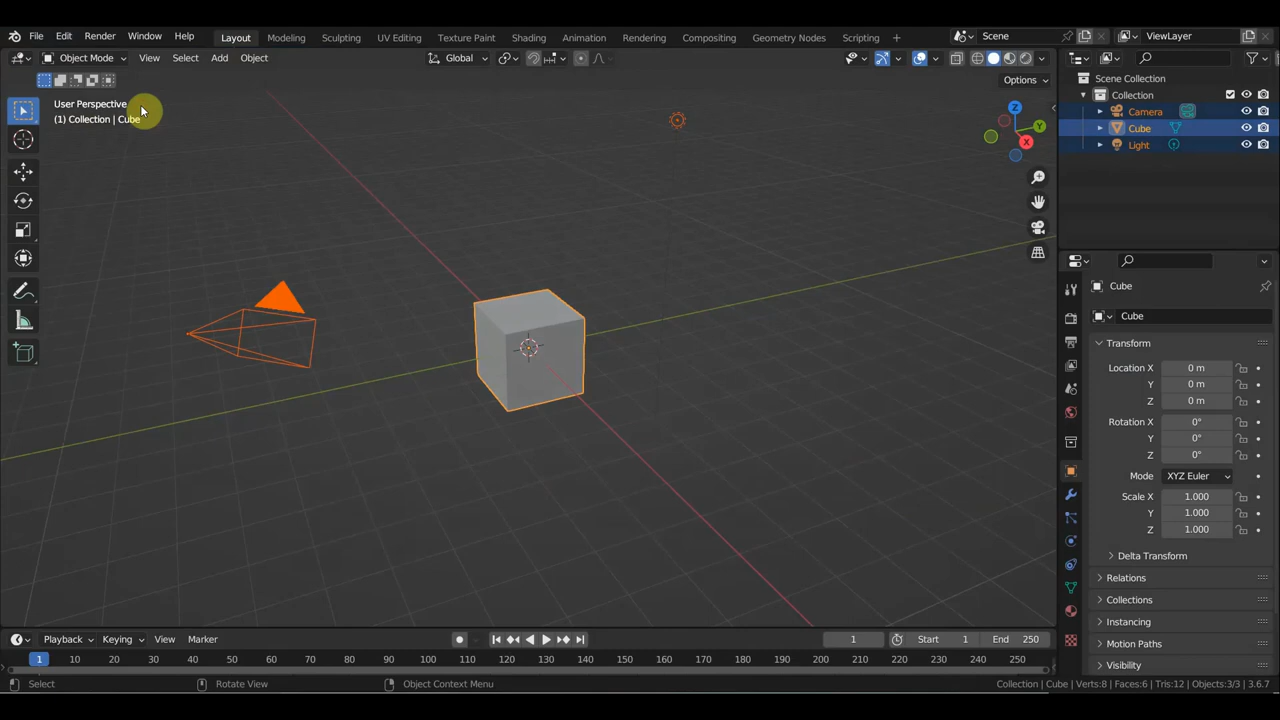 File Edit Render Window Help Layout Modeling Sculpting UV Editing Texture Paint Shading Animation Rendering Compositing Geometry Nodes Scripting + Scene ViewLayer
Object Mode View Select Add Object Global
Options
User Perspective
(1) Collection | Cube
Z
Y
X
Scene Collection
Collection
Camera
Cube
Light
Cube
Cube
Transform
Location X 0 m
Y 0 m
Z 0 m
Rotation X 0°
Y 0°
Z 0°
Mode XYZ Euler
Scale X 1.000
Y 1.000
Z 1.000
Delta Transform
Relations
Collections
Instancing
Motion Paths
Visibility
Playback Keying View Marker 1 Start 1 End 250
1 10 20 30 40 50 60 70 80 90 100 110 120 130 140 150 160 170 180 190 200 210 220 230 240 250
Select Rotate View Object Context Menu Collection | Cube | Verts:8 | Faces:6 | Tris:12 | Objects:3/3 | 3.6.7